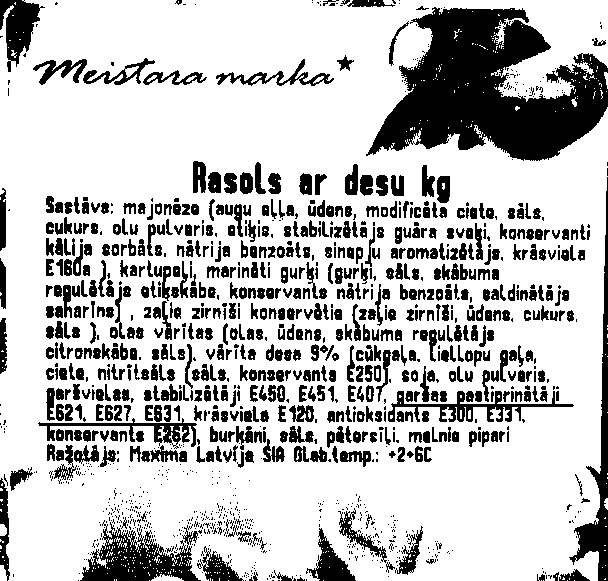 Meistara marka*
Rasols ar desu kg
Sastāvs: majonēze (augu eļļa, ūdens, modificēta ciete, sāls,
cukurs, olu pulveris, etiķis, stabilizētājs guāra sveķi, konservanti
kālija sorbāts, nātrija benzoāts, sinepju aromatizētājs, krāsviela
E160a ), kartupeļi, marinēti gurķi (gurķi, sāls, skābuma
regulētājs etiķskābe, konservants nātrija benzoāts, saldinātājs
saharīns) , zaļie zirnīši konservētie (zaļie zirnīši, ūdens, cukurs,
sāls ), olas vārītas (olas, ūdens, skābuma regulētājs
citronskābe, sāls), vārīta desa 9% (cūkgaļa, liellopu gaļa,
ciete, nitrītsāls (sāls, konservants E250), soja, olu pulveris,
garšvielas, stabilizētāji E450, E451, E407, garšas pastiprinātāji
E621, E627, E631, krāsviela E120, antioksidants E300, E331,
konservants E262), burkāni, sāls, pētersīļi, melnie pipari
Ražotājs: Maxima Latvija SIA Glab.temp.: +2+6C